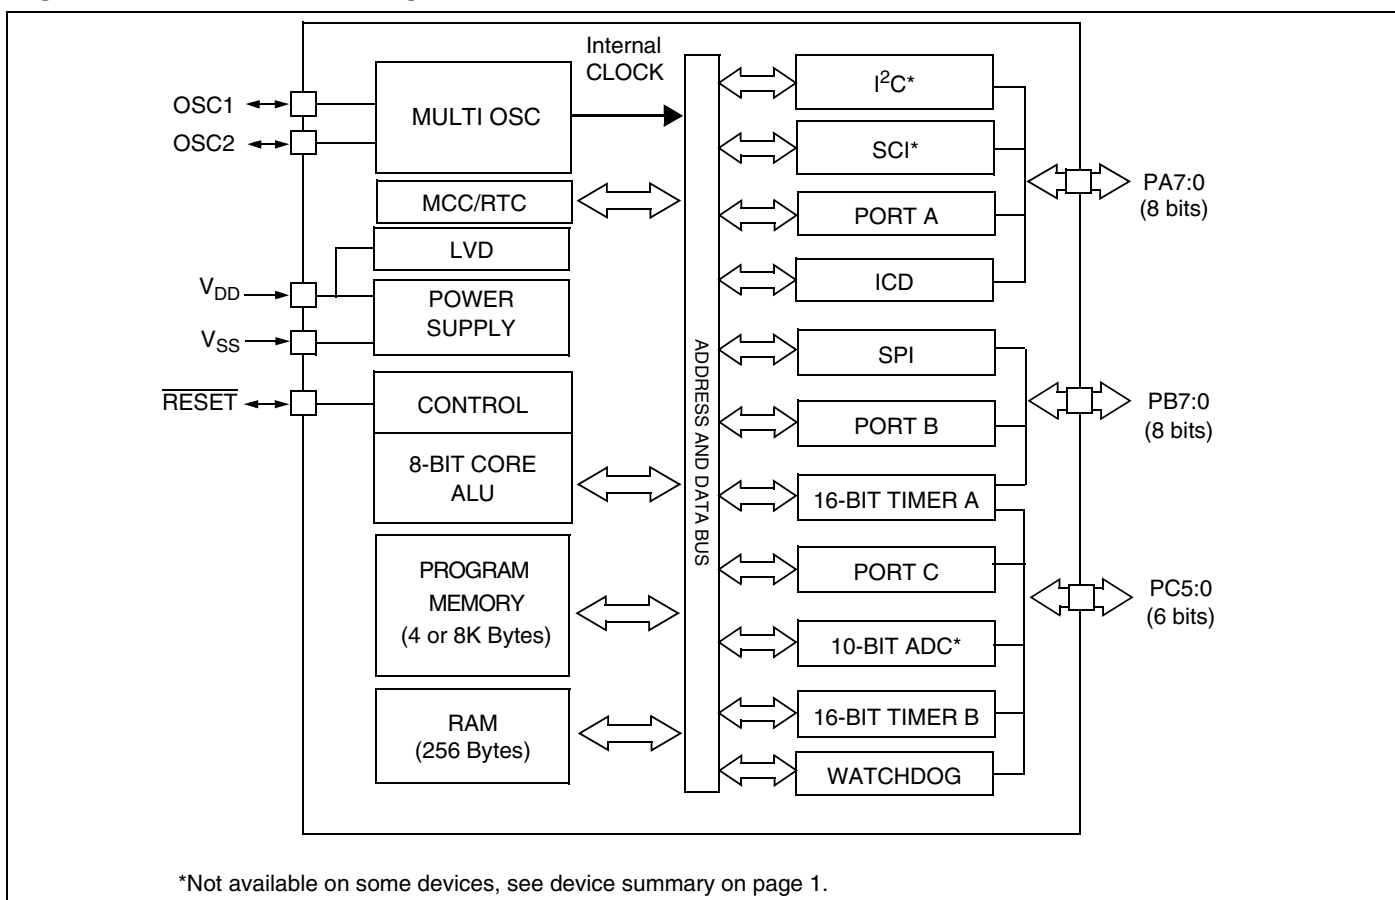 Internal
CLOCK
OSC1
OSC2
MULTI OSC
MCC/RTC
LVD
V_DD
V_SS
POWER
SUPPLY
RESET
CONTROL
8-BIT CORE
ALU
PROGRAM
MEMORY
(4 or 8K Bytes)
RAM
(256 Bytes)
ADDRESS AND DATA BUS
I²C*
SCI*
PORT A
ICD
SPI
PORT B
16-BIT TIMER A
PORT C
10-BIT ADC*
16-BIT TIMER B
WATCHDOG
PA7:0
(8 bits)
PB7:0
(8 bits)
PC5:0
(6 bits)
*Not available on some devices, see device summary on page 1.